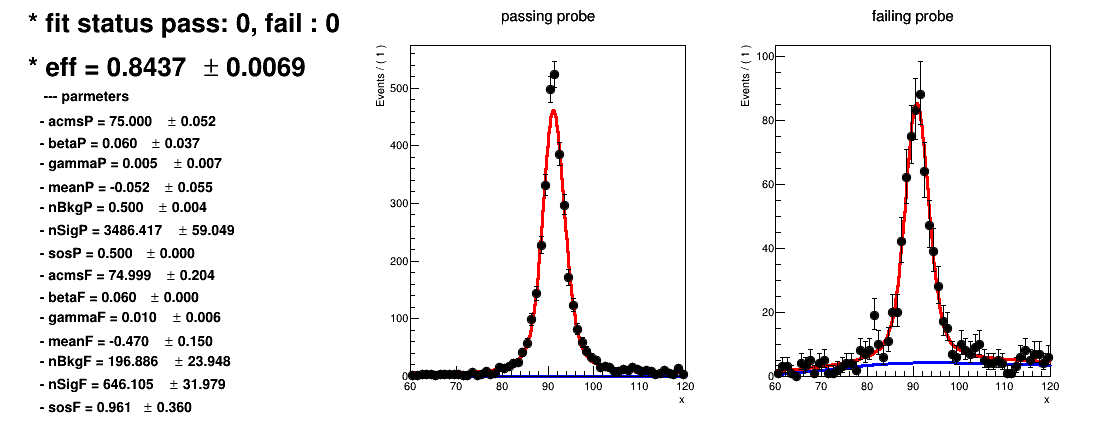 * fit status pass: 0, fail : 0
* eff = 0.8437 ± 0.0069
--- parmeters
- acmsP = 75.000 ± 0.052
- betaP = 0.060 ± 0.037
- gammaP = 0.005 ± 0.007
- meanP = -0.052 ± 0.055
- nBkgP = 0.500 ± 0.004
- nSigP = 3486.417 ± 59.049
- sosP = 0.500 ± 0.000
- acmsF = 74.999 ± 0.204
- betaF = 0.060 ± 0.000
- gammaF = 0.010 ± 0.006
- meanF = -0.470 ± 0.150
- nBkgF = 196.886 ± 23.948
- nSigF = 646.105 ± 31.979
- sosF = 0.961 ± 0.360
passing probe
Events / ( 1 )
500
400
300
200
100
0
60 70 80 90 100 110 120
x
failing probe
Events / ( 1 )
100
80
60
40
20
0
60 70 80 90 100 110 120
x